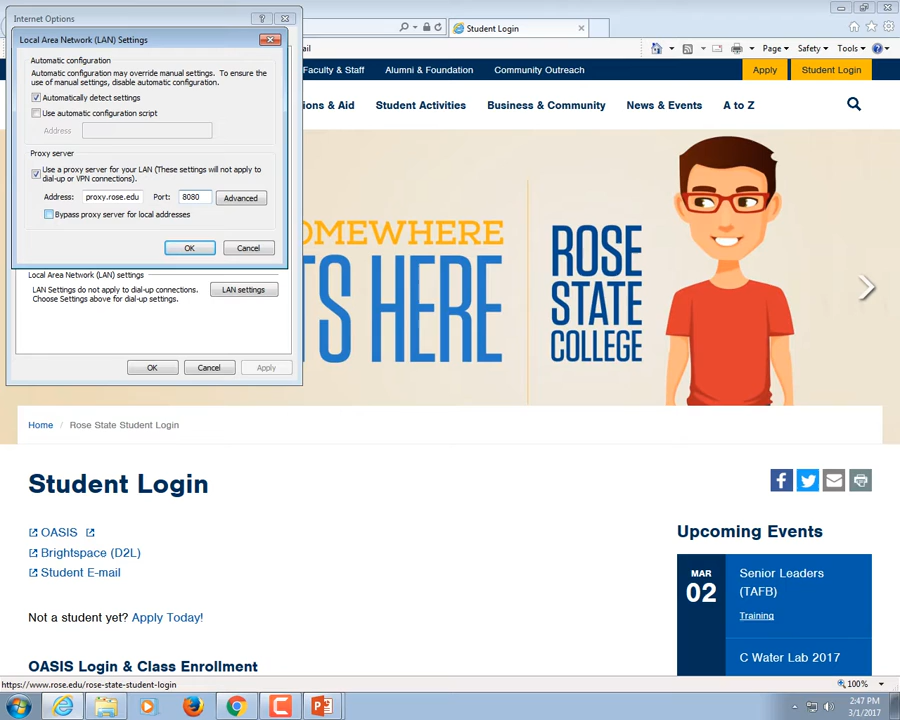 Internet Options
Student Login
Local Area Network (LAN) Settings
Page Safety Tools
ail
Automatic configuration
Automatic configuration may override manual settings. To ensure the
use of manual settings, disable automatic configuration.
Automatically detect settings
Use automatic configuration script
Address
Proxy server
Use a proxy server for your LAN (These settings will not apply to
dial-up or VPN connections).
Address: proxy.rose.edu Port: 8080 Advanced
Bypass proxy server for local addresses
OK Cancel
Local Area Network (LAN) settings
LAN Settings do not apply to dial-up connections.
Choose Settings above for dial-up settings.
LAN settings
OK Cancel Apply
Faculty & Staff Alumni & Foundation Community Outreach Apply Student Login
ons & Aid Student Activities Business & Community News & Events A to Z
OMEWHERE
TS HERE
ROSE
STATE
COLLEGE
Home / Rose State Student Login
Student Login
OASIS
Brightspace (D2L)
Student E-mail
Not a student yet? Apply Today!
OASIS Login & Class Enrollment
Upcoming Events
MAR
02
Senior Leaders
(TAFB)
Training
C Water Lab 2017
https://www.rose.edu/rose-state-student-login
100%
2:47 PM
3/1/2017